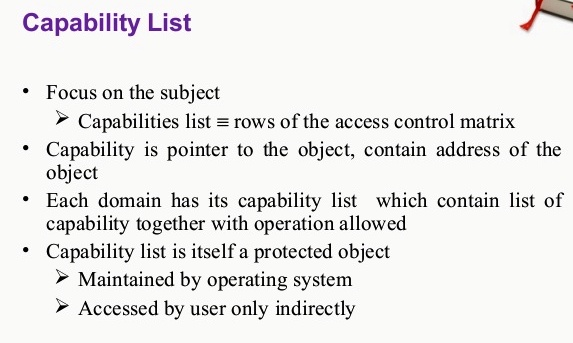 Capability List
• Focus on the subject
➢ Capabilities list ≡ rows of the access control matrix
• Capability is pointer to the object, contain address of the
object
• Each domain has its capability list which contain list of
capability together with operation allowed
• Capability list is itself a protected object
➢ Maintained by operating system
➢ Accessed by user only indirectly